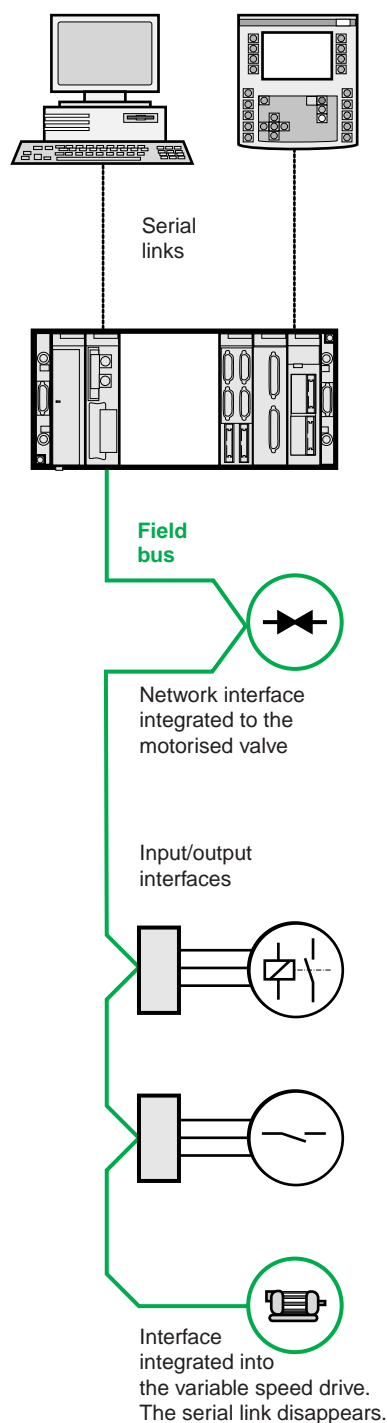 Serial
links
Field
bus
Network interface
integrated to the
motorised valve
Input/output
interfaces
Interface
integrated into
the variable speed drive.
The serial link disappears.